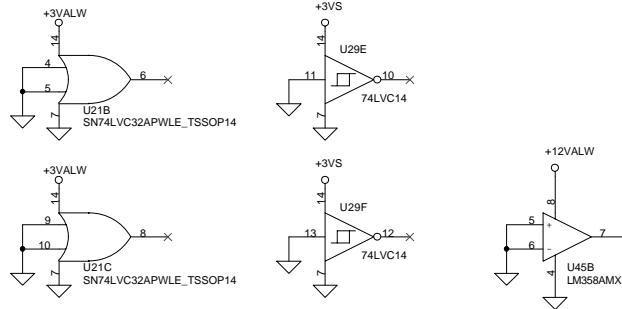 +3VALW
14
4
5
6
7
U21B
SN74LVC32APWLE_TSSOP14
+3VS
14
U29E
11
10
74LVC14
7
+3VALW
14
9
10
8
U21C
7
SN74LVC32APWLE_TSSOP14
+3VS
14
U29F
13
12
74LVC14
7
+12VALW
8
5
+
6
-
7
U45B
4
LM358AMX